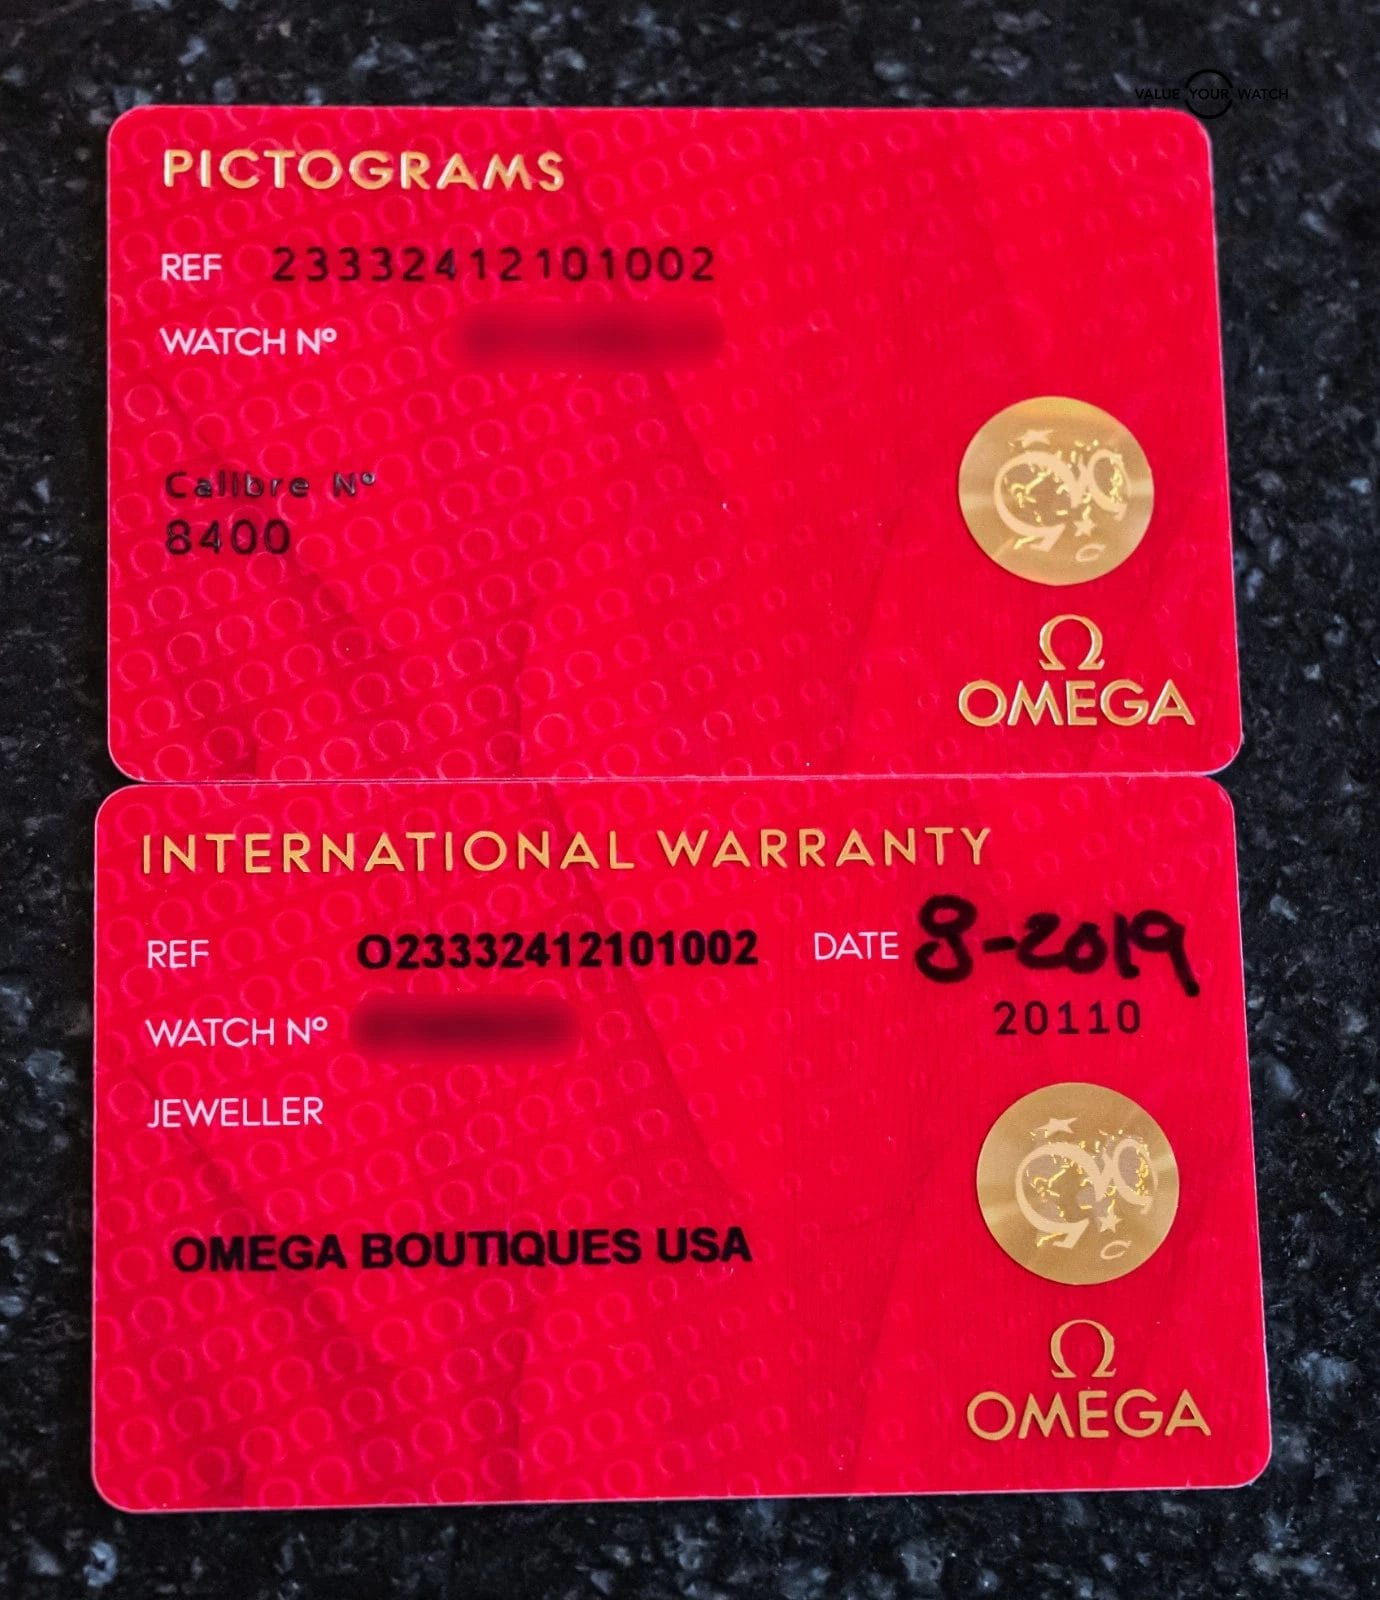 VALUE YOUR WATCH
PICTOGRAMS
REF 23332412101002
WATCH Nº
Calibre Nº
8400
Ω
OMEGA
INTERNATIONAL WARRANTY
REF O23332412101002 DATE 8-2019
20110
WATCH Nº
JEWELLER
OMEGA BOUTIQUES USA
Ω
OMEGA